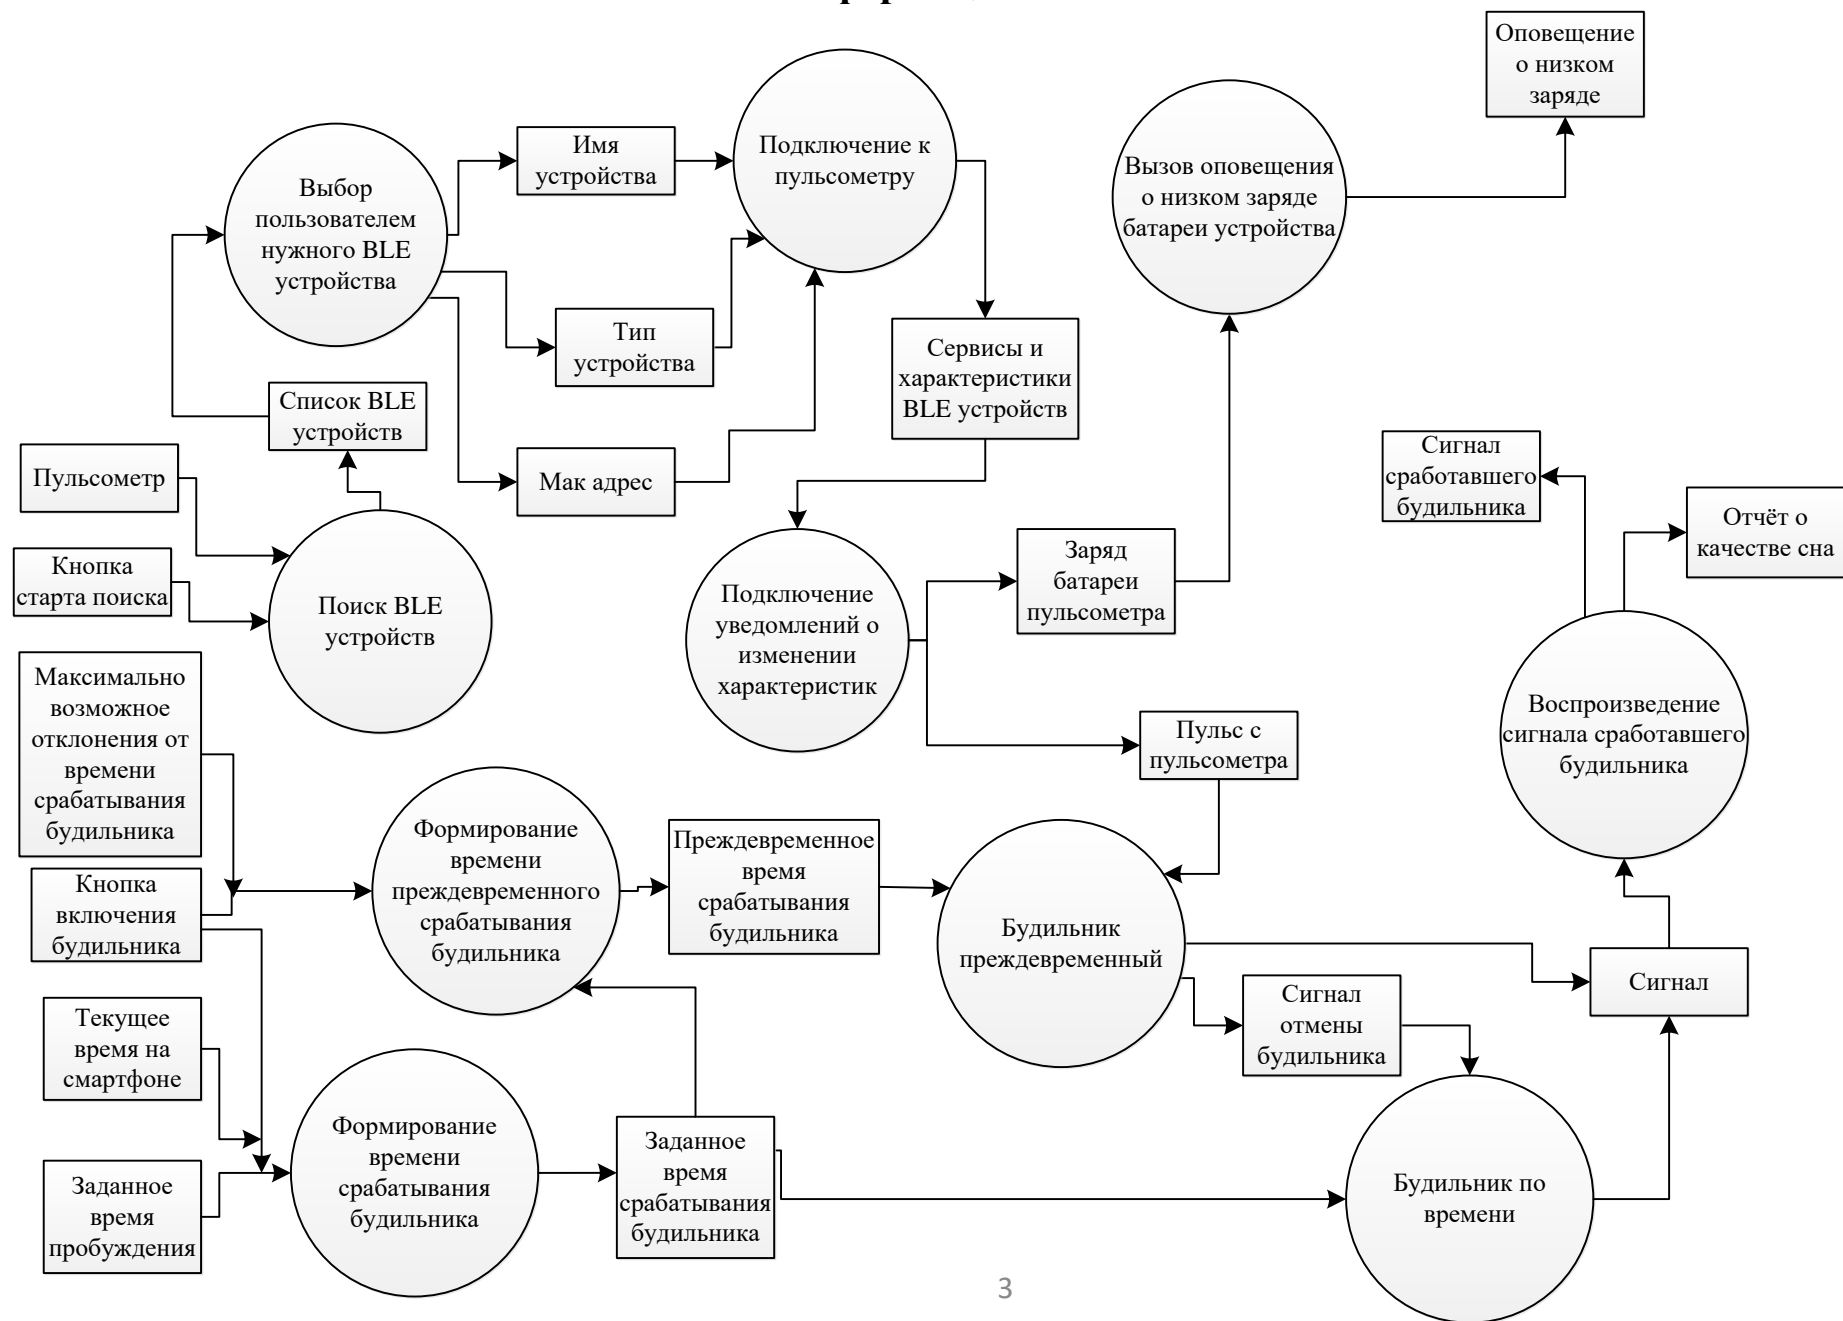 Оповещение
о низком
заряде
Имя
устройства
Подключение к
пульсометру
Вызов оповещения
о низком заряде
батареи устройства
Выбор
пользователем
нужного BLE
устройства
Тип
устройства
Сервисы и
характеристики
BLE устройств
Список BLE
устройств
Пульсометр
Мак адрес
Сигнал
сработавшего
будильника
Отчёт о
качестве сна
Кнопка
старта поиска
Поиск BLE
устройств
Подключение
уведомлений о
изменении
характеристик
Заряд
батареи
пульсометра
Максимально
возможное
отклонения от
времени
срабатывания
будильника
Пульс с
пульсометра
Воспроизведение
сигнала сработавшего
будильника
Формирование
времени
преждевременного
срабатывания
будильника
Преждевременное
время
срабатывания
будильника
Кнопка
включения
будильника
Будильник
преждевременный
Сигнал
Сигнал
отмены
будильника
Текущее
время на
смартфоне
Формирование
времени
срабатывания
будильника
Заданное
время
срабатывания
будильника
Заданное
время
пробуждения
Будильник по
времени
3